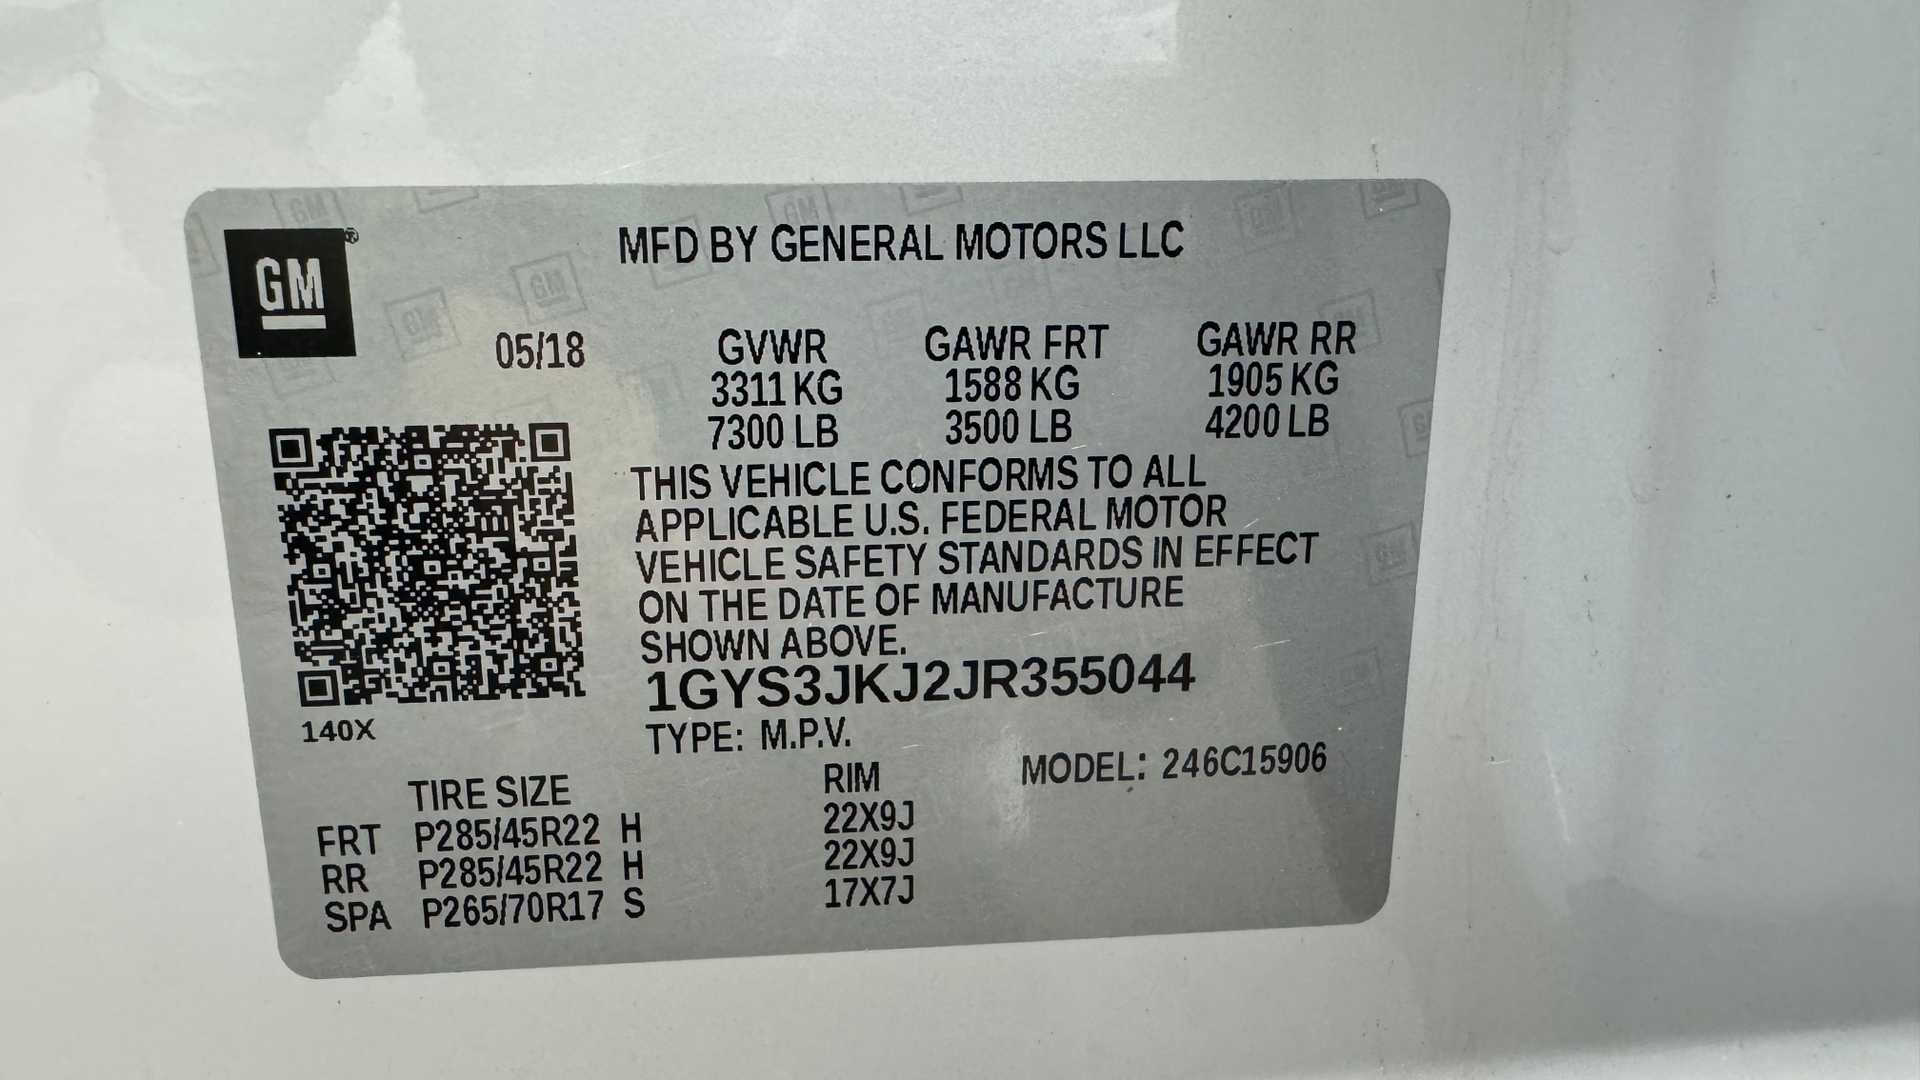 GM
MFD BY GENERAL MOTORS LLC
05/18 GVWR GAWR FRT GAWR RR
3311 KG 1588 KG 1905 KG
7300 LB 3500 LB 4200 LB
THIS VEHICLE CONFORMS TO ALL
APPLICABLE U.S. FEDERAL MOTOR
VEHICLE SAFETY STANDARDS IN EFFECT
ON THE DATE OF MANUFACTURE
SHOWN ABOVE.
1GYS3JKJ2JR355044
140X
TYPE: M.P.V.
MODEL: 246C15906
TIRE SIZE RIM
FRT P285/45R22 H 22X9J
RR P285/45R22 H 22X9J
SPA P265/70R17 S 17X7J